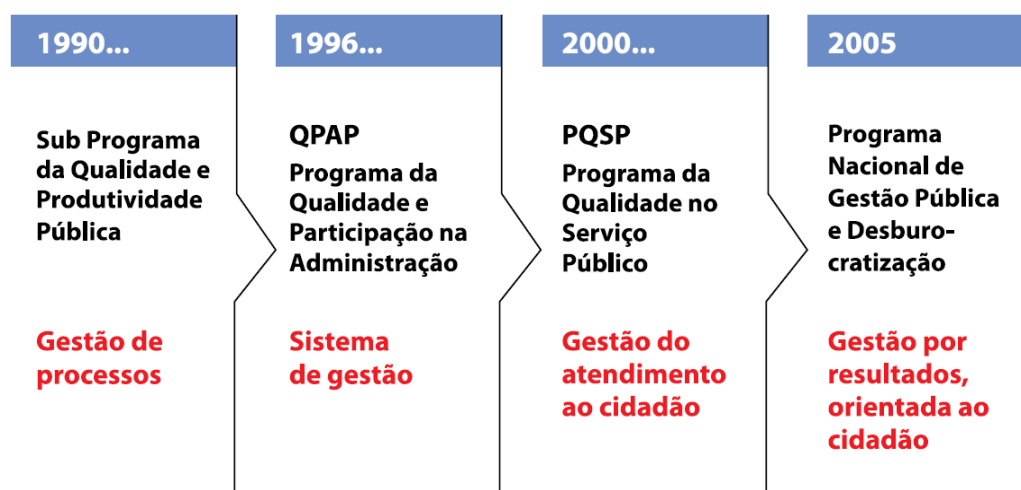 1990...
Sub Programa
da Qualidade e
Produtividade
Pública
Gestão de
processos
1996...
QPAP
Programa da
Qualidade e
Participação na
Administração
Sistema
de gestão
2000...
PQSP
Programa da
Qualidade no
Serviço
Público
Gestão do
atendimento
ao cidadão
2005
Programa
Nacional de
Gestão Pública
e Desburo-
cratização
Gestão por
resultados,
orientada ao
cidadão